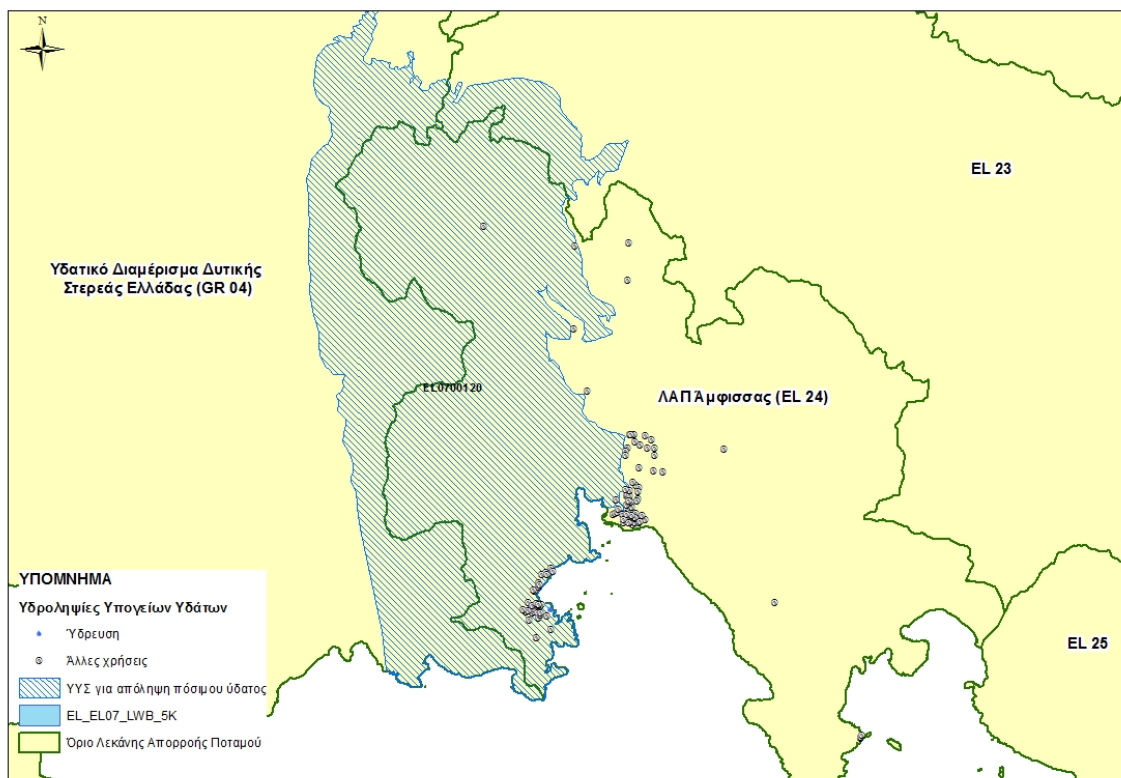 N
EL 23
Υδατικό Διαμέρισμα Δυτικής
Στερεάς Ελλάδας (GR 04)
EL0700120
ΛΑΠ Άμφισσας (EL 24)
EL 25
ΥΠΟΜΝΗΜΑ
Υδροληψίες Υπογείων Υδάτων
Ύδρευση
Άλλες χρήσεις
ΥΥΣ για απόληψη πόσιμου ύδατος
EL_EL07_LWB_5K
Όριο Λεκάνης Απορροής Ποταμού